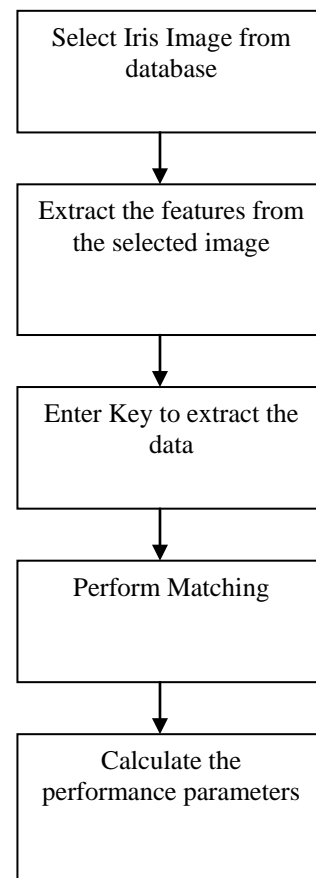 Select Iris Image from
database
Extract the features from
the selected image
Enter Key to extract the
data
Perform Matching
Calculate the
performance parameters